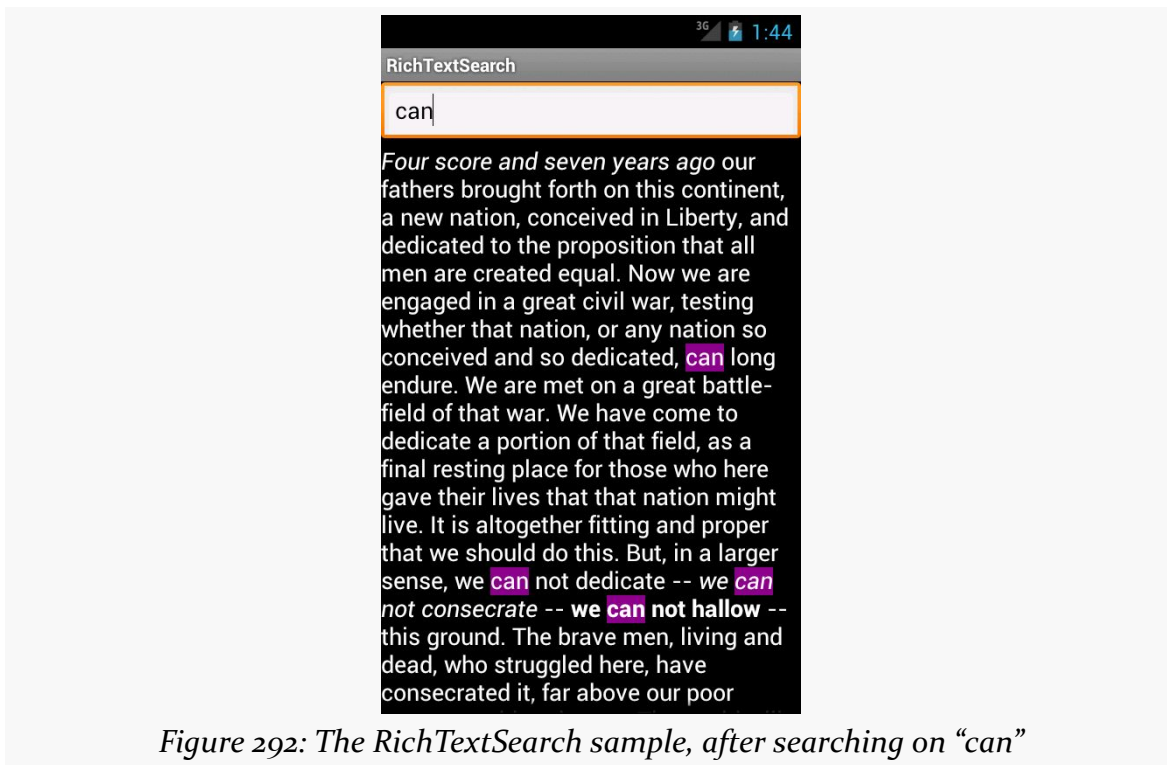 3G 1:44
RichTextSearch
can
Four score and seven years ago our
fathers brought forth on this continent,
a new nation, conceived in Liberty, and
dedicated to the proposition that all
men are created equal. Now we are
engaged in a great civil war, testing
whether that nation, or any nation so
conceived and so dedicated, can long
endure. We are met on a great battle-
field of that war. We have come to
dedicate a portion of that field, as a
final resting place for those who here
gave their lives that that nation might
live. It is altogether fitting and proper
that we should do this. But, in a larger
sense, we can not dedicate -- we can
not consecrate -- we can not hallow --
this ground. The brave men, living and
dead, who struggled here, have
consecrated it, far above our poor
Figure 292: The RichTextSearch sample, after searching on “can”